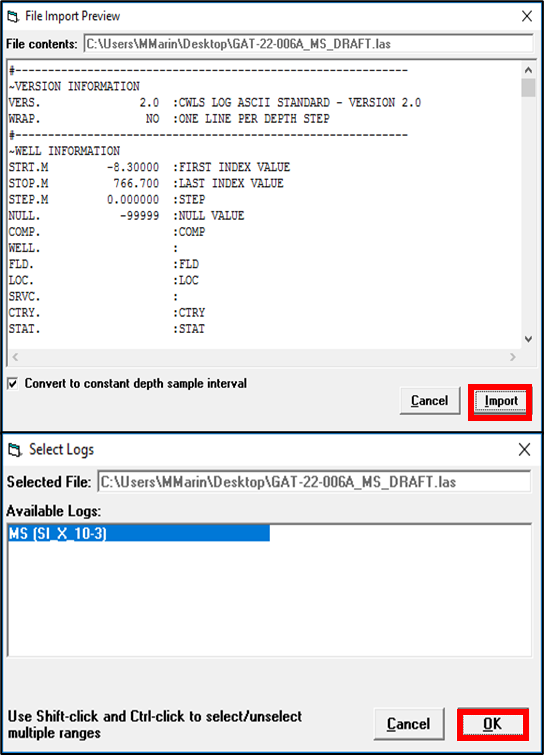 File Import Preview
File contents: C:\Users\MMarin\Desktop\GAT-22-006A_MS_DRAFT.las
#------------------------------------------------------------
~VERSION INFORMATION
VERS. 2.0 :CWLS LOG ASCII STANDARD - VERSION 2.0
WRAP. NO :ONE LINE PER DEPTH STEP
#------------------------------------------------------------
~WELL INFORMATION
STRT.M -8.30000 :FIRST INDEX VALUE
STOP.M 766.700 :LAST INDEX VALUE
STEP.M 0.000000 :STEP
NULL. -99999 :NULL VALUE
COMP. :COMP
WELL. :
FLD. :FLD
LOC. :LOC
SRVC. :
CTRY. :CTRY
STAT. :STAT
Convert to constant depth sample interval
Cancel Import
Select Logs
Selected File: C:\Users\MMarin\Desktop\GAT-22-006A_MS_DRAFT.las
Available Logs:
MS (SI_X_10-3)
Use Shift-click and Ctrl-click to select/unselect
multiple ranges
Cancel OK